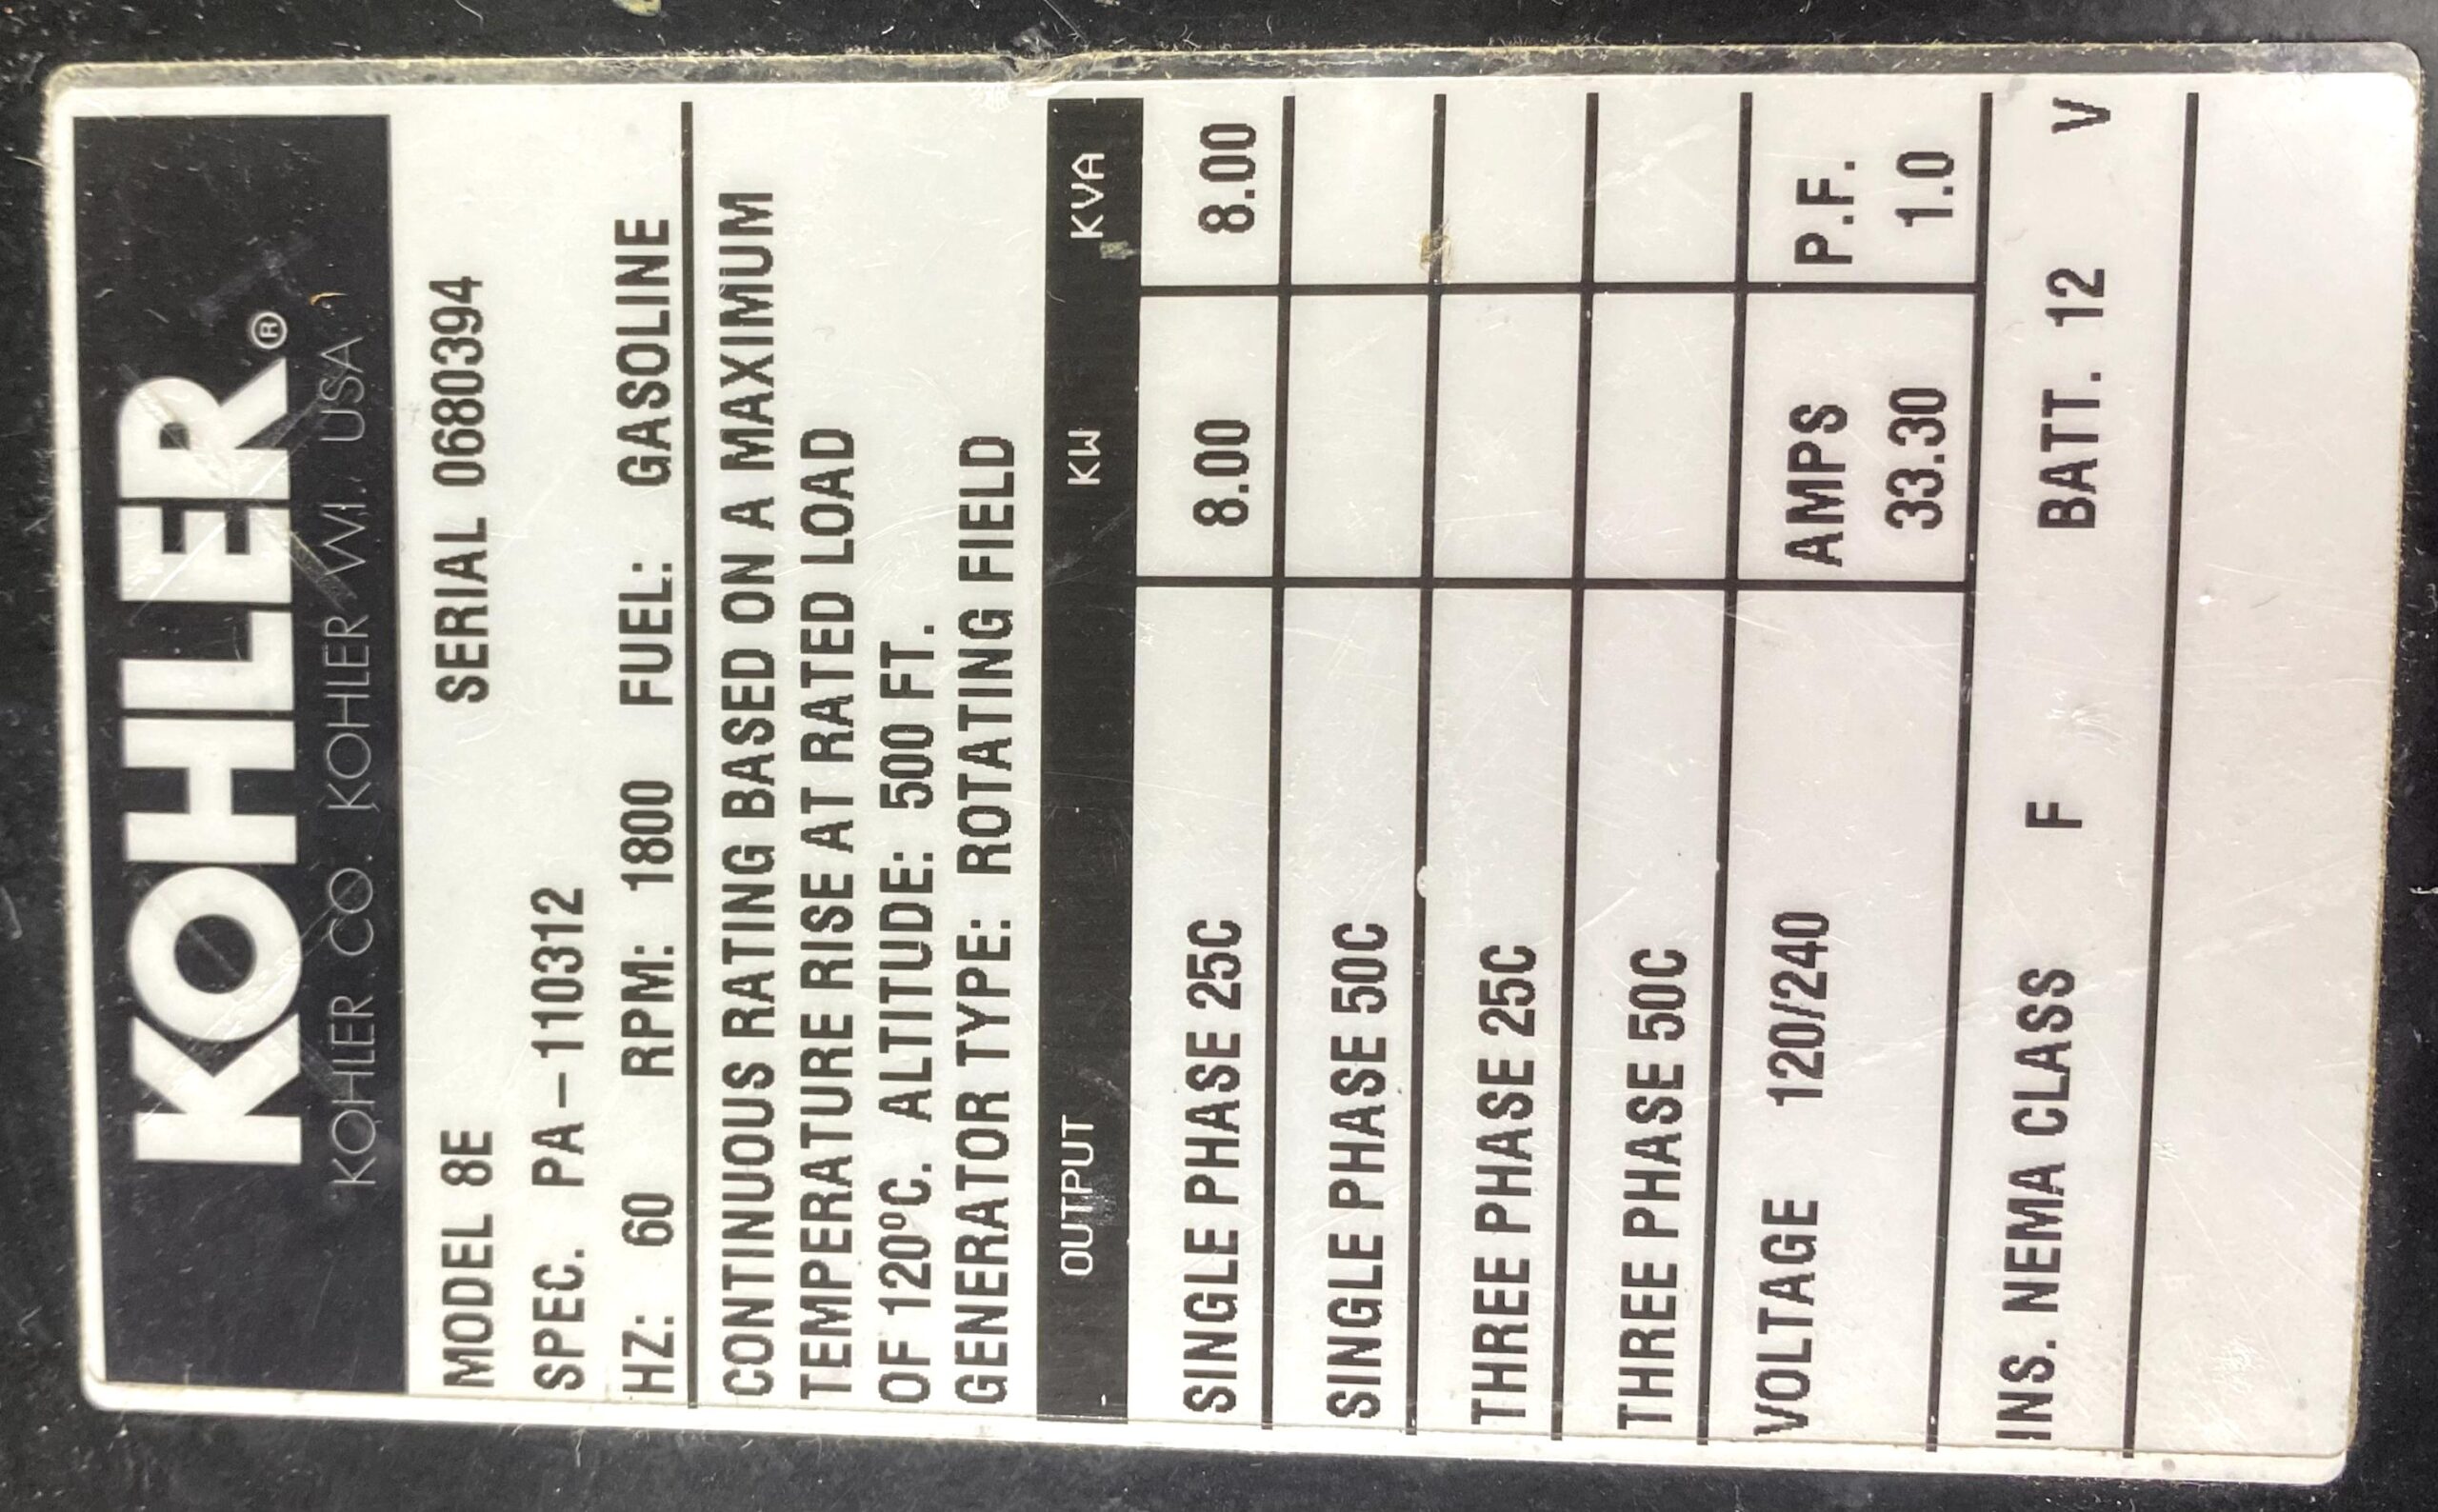 KOHLER®
KOHLER CO. KOHLER WI. USA
MODEL 8E SERIAL 0680394
SPEC. PA-110312
HZ: 60 RPM: 1800 FUEL: GASOLINE
CONTINUOUS RATING BASED ON A MAXIMUM
TEMPERATURE RISE AT RATED LOAD
OF 120ºC. ALTITUDE: 500 FT.
GENERATOR TYPE: ROTATING FIELD
OUTPUT KW KVA
SINGLE PHASE 25C 8.00 8.00
SINGLE PHASE 50C
THREE PHASE 25C
THREE PHASE 50C
VOLTAGE 120/240 AMPS P.F.
33.30 1.0
INS. NEMA CLASS F BATT. 12 V